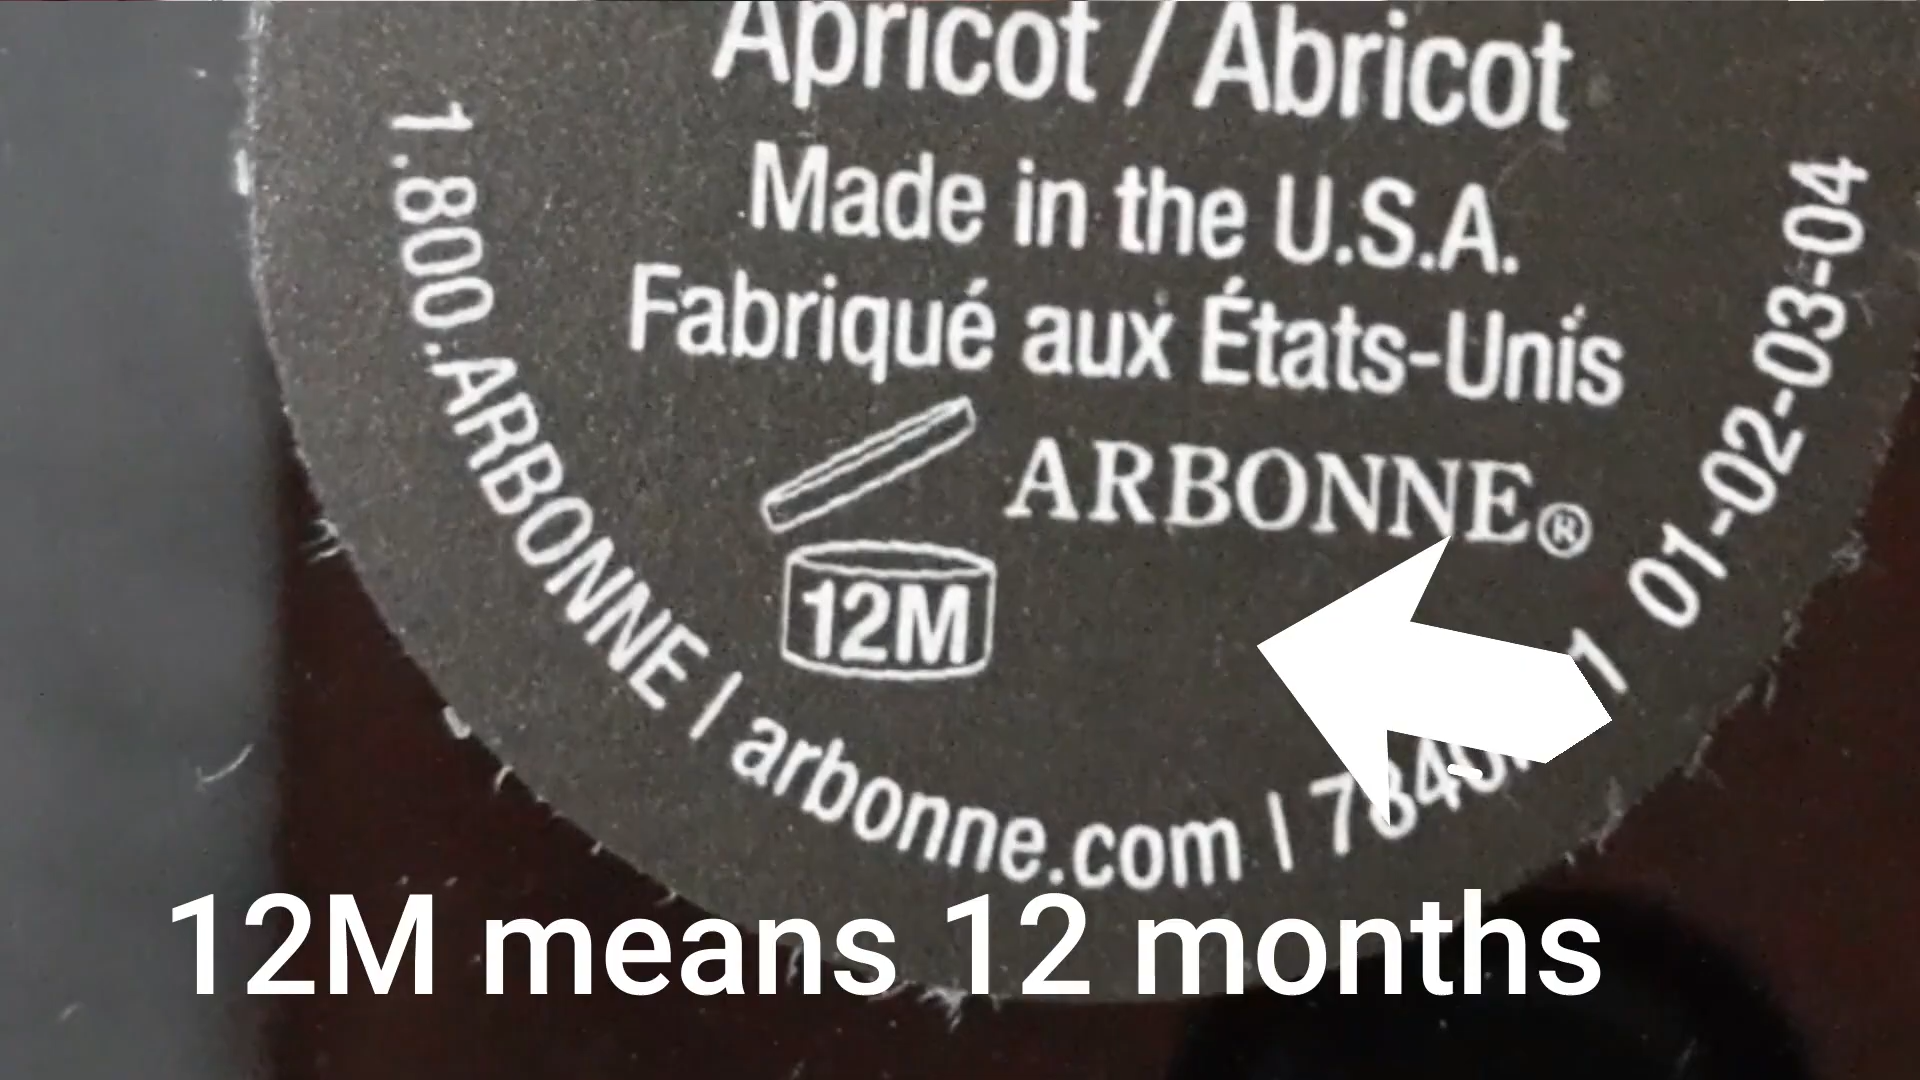 Apricot / Abricot
Made in the U.S.A.
Fabriqué aux États-Unis
ARBONNE®
12M
1.800.ARBONNE | arbonne.com | 01-02-03-04
12M means 12 months